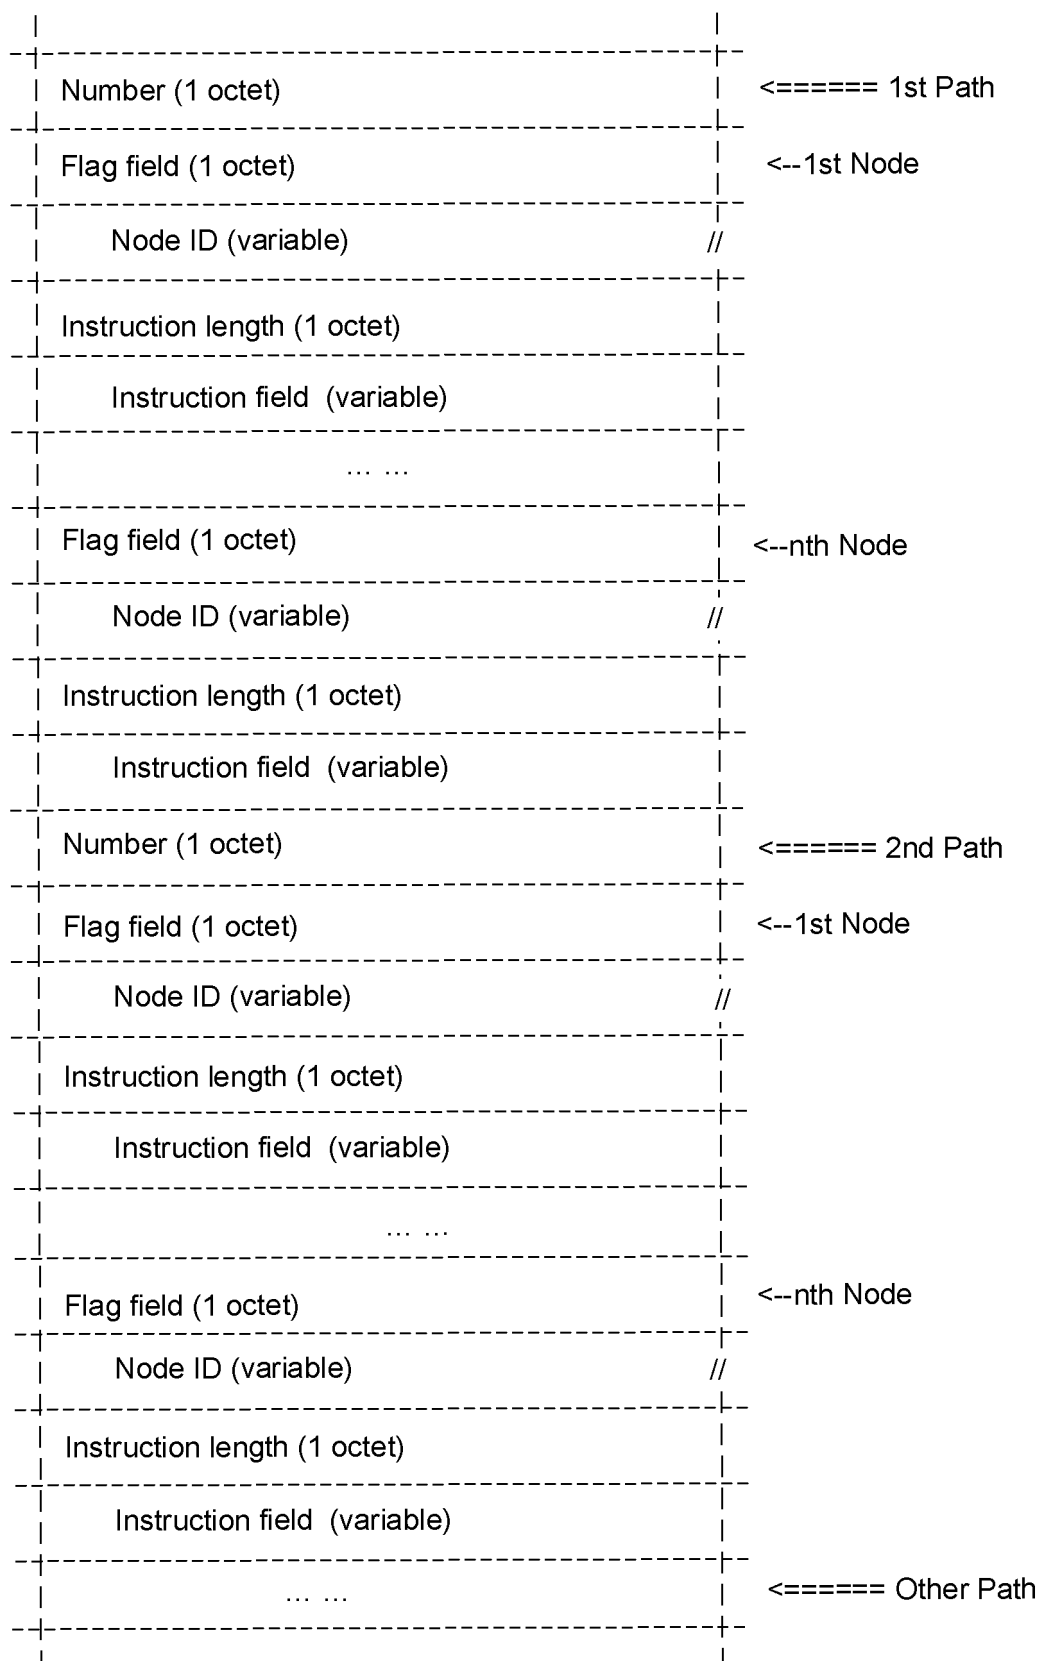 Number (1 octet) <====== 1st Path
Flag field (1 octet) <--1st Node
Node ID (variable) //
Instruction length (1 octet)
Instruction field (variable)
... ...
Flag field (1 octet) <--nth Node
Node ID (variable) //
Instruction length (1 octet)
Instruction field (variable)
Number (1 octet) <====== 2nd Path
Flag field (1 octet) <--1st Node
Node ID (variable) //
Instruction length (1 octet)
Instruction field (variable)
... ...
Flag field (1 octet) <--nth Node
Node ID (variable) //
Instruction length (1 octet)
Instruction field (variable)
... ... <====== Other Path